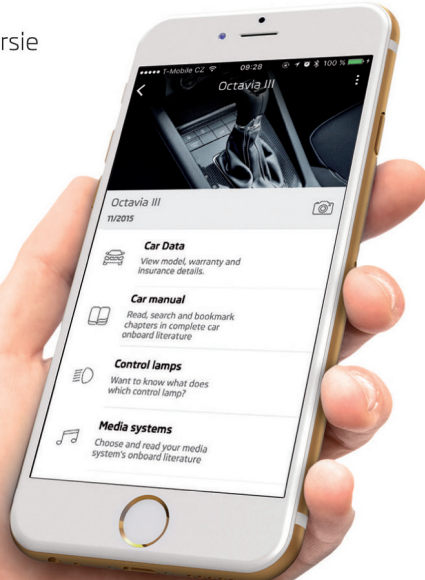 rsie
T-Mobile CZ 09:28 100 %
Octavia III
Octavia III
11/2015
Car Data
View model, warranty and
insurance details.
Car manual
Read, search and bookmark
chapters in complete car
onboard literature
Control lamps
Want to know what does
which control lamp?
Media systems
Choose and read your media
system's onboard literature